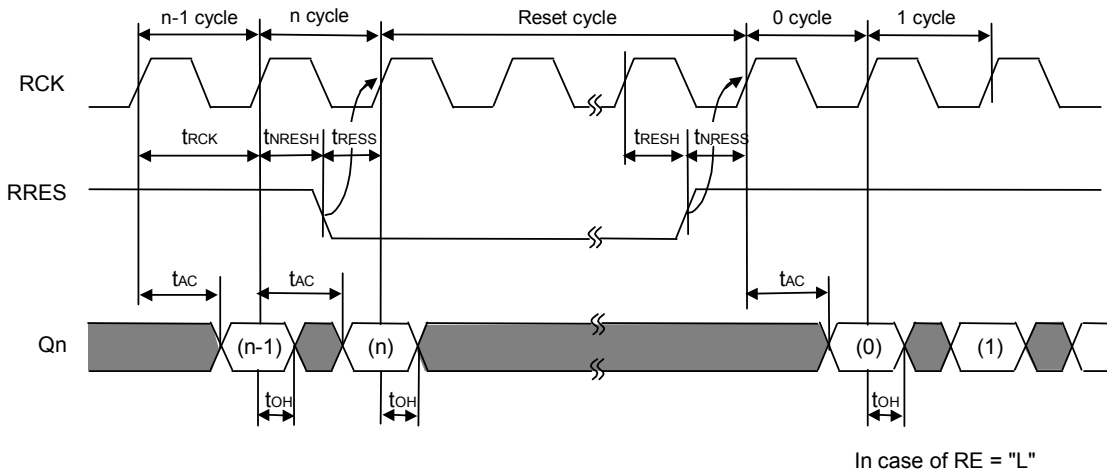 n-1 cycle n cycle Reset cycle 0 cycle 1 cycle
RCK
tRCK tNRESH tRESS tRESH tNRESS
RRES
tAC tAC tAC
Qn (n-1) (n) (0) (1)
tOH tOH tOH
In case of RE = "L"